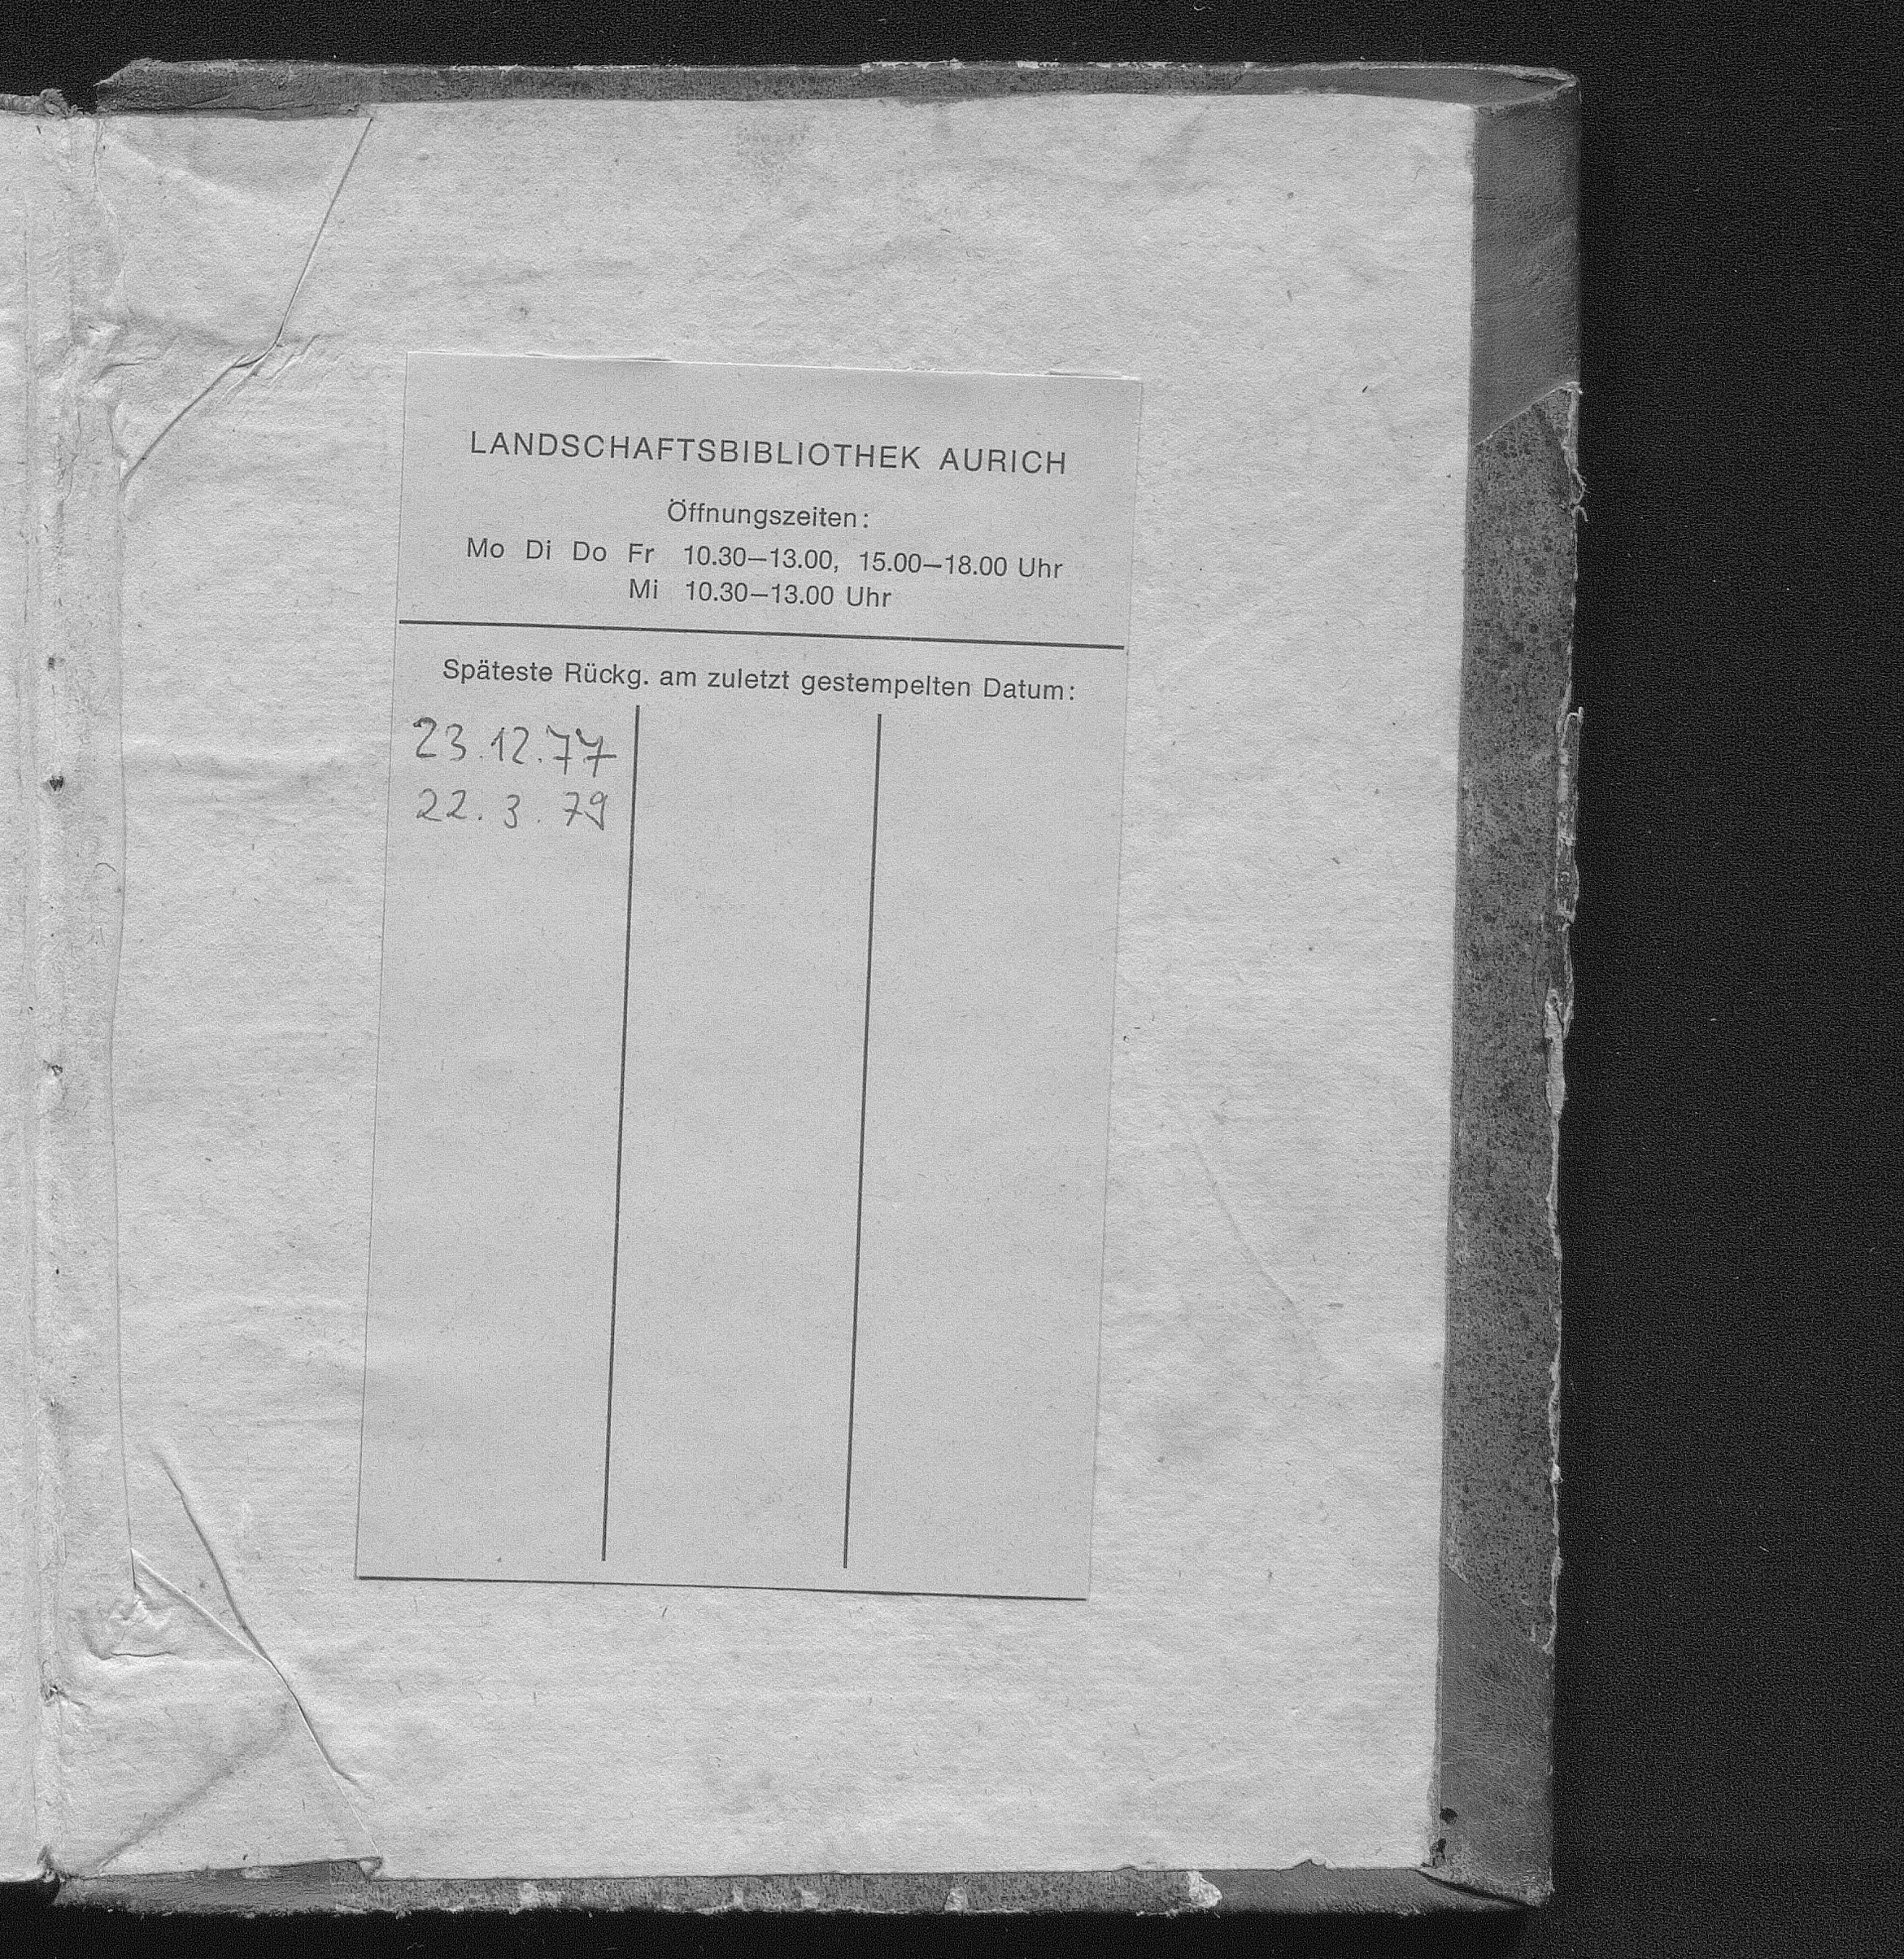 LANDSCHAFTSBIBLIOTHEK AURICH
Öffnungszeiten:
Mo Di Do Fr 10.30–13.00, 15.00–18.00 Uhr
Mi 10.30–13.00 Uhr
Späteste Rückg. am zuletzt gestempelten Datum:
23.12.77
22.3.79